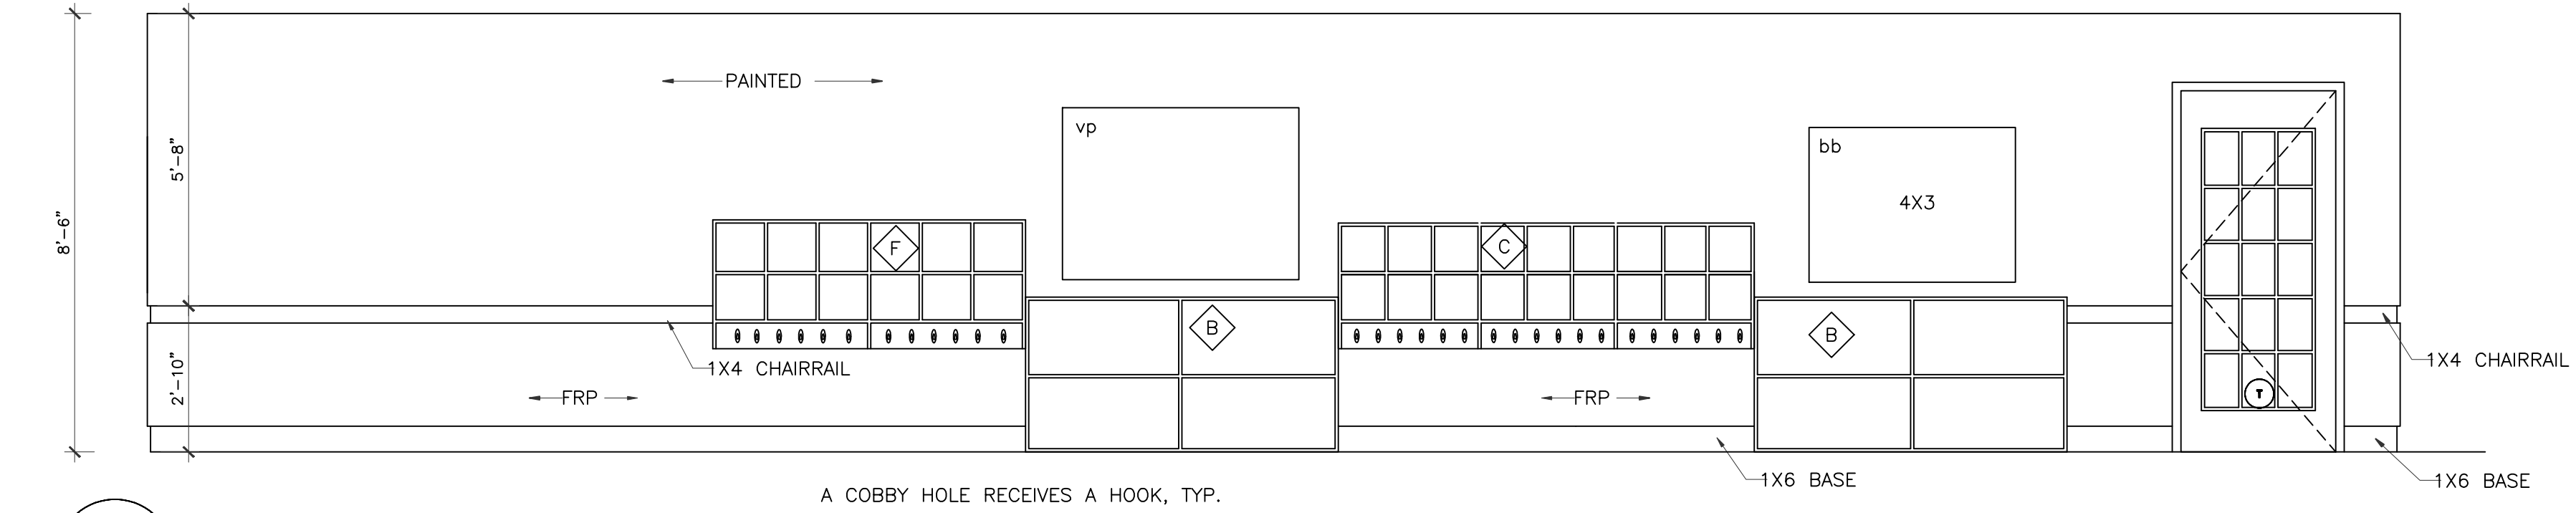 PAINTED
vp
bb
5'-8"
4X3
8'-6"
F
C
B
B
1X4 CHAIRRAIL
1X4 CHAIRRAIL
2'-10"
FRP
FRP
T
1X6 BASE
1X6 BASE
A COBBY HOLE RECEIVES A HOOK, TYP.